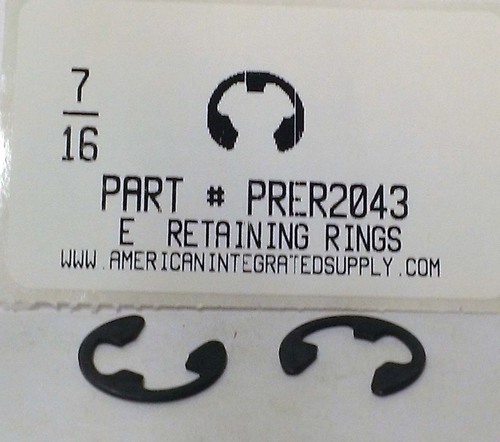 7
16
PART # PRER2043
E RETAINING RINGS
WWW.AMERICANINTEGRATEDSUPPLY.COM